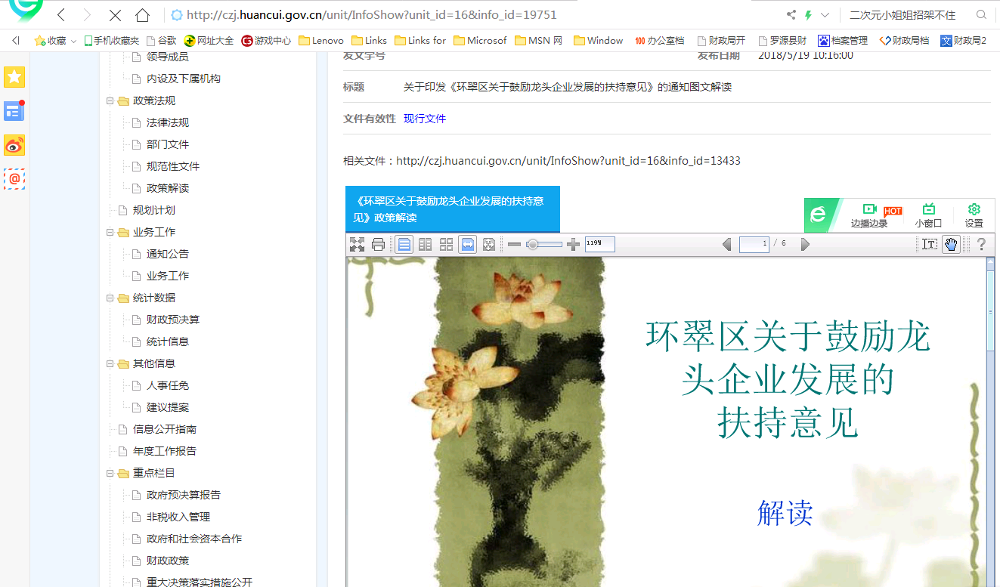 http://czj.huancui.gov.cn/unit/InfoShow?unit_id=16&info_id=19751
二次元小姐姐招架不住
收藏 手机收藏夹 谷歌 网址大全 游戏中心 Lenovo Links Links for Microsof MSN 网 Window 100 办公室档 财政局开 罗源县财 档案管理 财政局档 文 财政局2
领导成员
内设及下属机构
政策法规
法律法规
部门文件
规范性文件
政策解读
规划计划
业务工作
通知公告
业务工作
统计数据
财政预决算
统计信息
其他信息
人事任免
建议提案
信息公开指南
年度工作报告
重点栏目
政府预决算报告
非税收入管理
政府和社会资本合作
财政政策
重大决策落实措施公开
发文字号 发布日期 2018/5/19 10:16:00
标题 关于印发《环翠区关于鼓励龙头企业发展的扶持意见》的通知图文解读
文件有效性 现行文件
相关文件：http://czj.huancui.gov.cn/unit/InfoShow?unit_id=16&info_id=13433
《环翠区关于鼓励龙头企业发展的扶持意
见》政策解读
边播边录 HOT 小窗口 设置
119% 1 / 6 T ?
环翠区关于鼓励龙
头企业发展的
扶持意见
解读